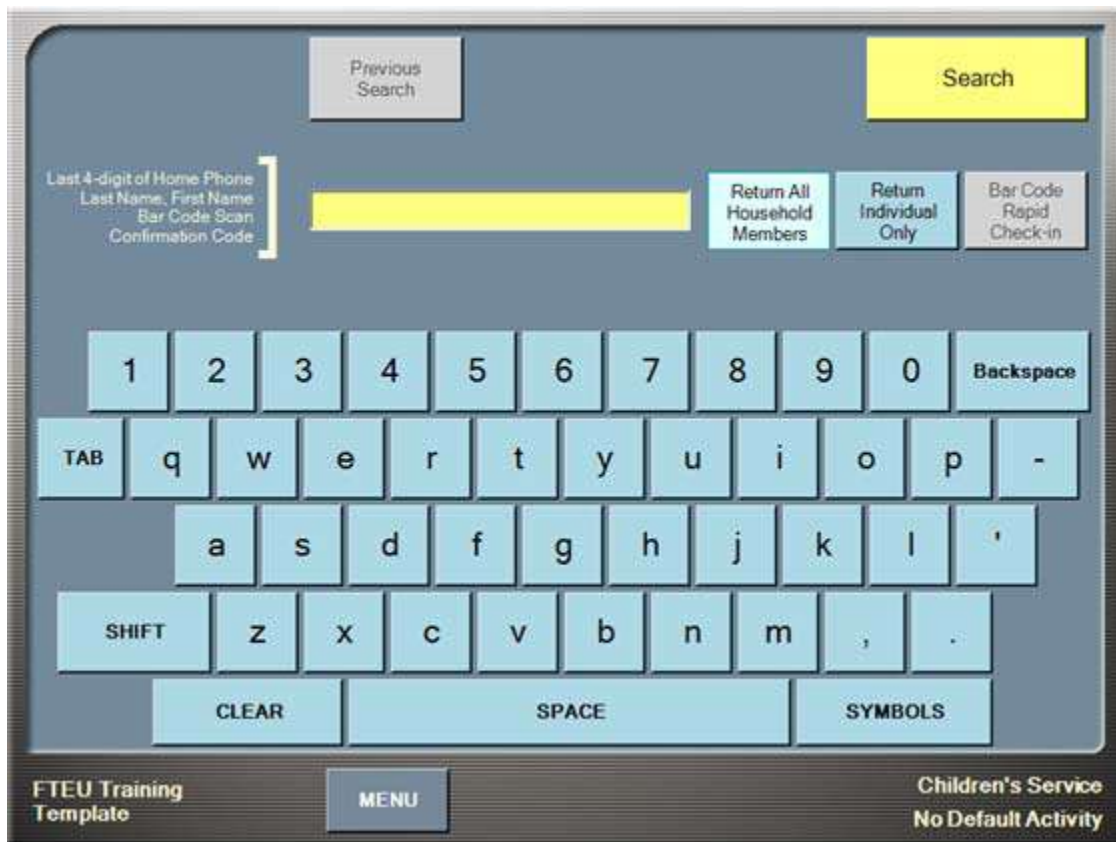 Previous
Search
Search
Last 4-digit of Home Phone
Last Name, First Name
Bar Code Scan
Confirmation Code
Return All
Household
Members
Return
Individual
Only
Bar Code
Rapid
Check-in
1 2 3 4 5 6 7 8 9 0 Backspace
TAB q w e r t y u i o p -
a s d f g h j k l '
SHIFT z x c v b n m , .
CLEAR SPACE SYMBOLS
FTEU Training
Template
MENU
Children's Service
No Default Activity